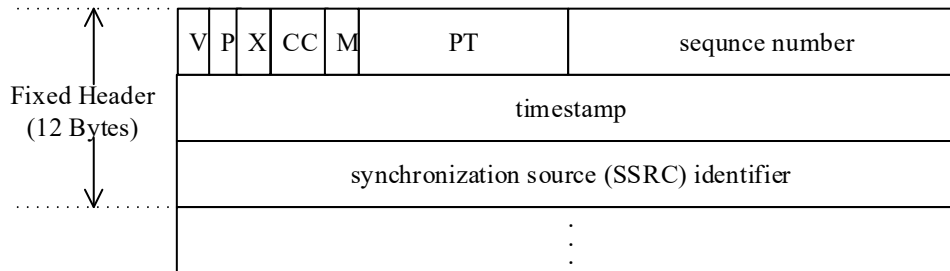 V P X CC M PT sequnce number
Fixed Header
(12 Bytes)
timestamp
synchronization source (SSRC) identifier